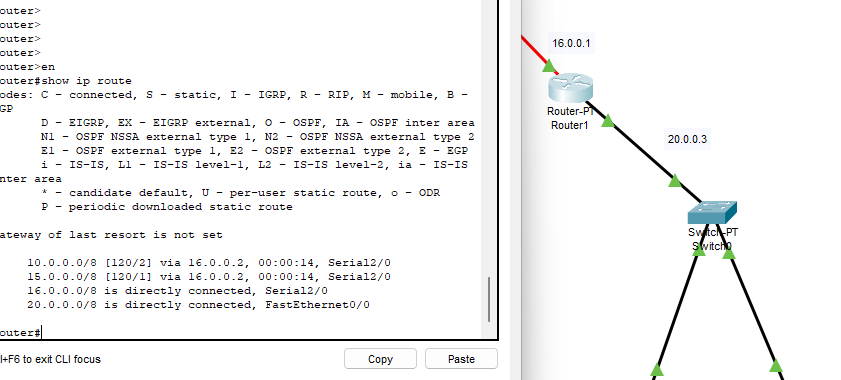 outer>
outer>
outer>
outer>
outer>en
outer#show ip route
odes: C - connected, S - static, I - IGRP, R - RIP, M - mobile, B -
GP
D - EIGRP, EX - EIGRP external, O - OSPF, IA - OSPF inter area
N1 - OSPF NSSA external type 1, N2 - OSPF NSSA external type 2
E1 - OSPF external type 1, E2 - OSPF external type 2, E - EGP
i - IS-IS, L1 - IS-IS level-1, L2 - IS-IS level-2, ia - IS-IS
nter area
* - candidate default, U - per-user static route, o - ODR
P - periodic downloaded static route
ateway of last resort is not set
10.0.0.0/8 [120/2] via 16.0.0.2, 00:00:14, Serial2/0
15.0.0.0/8 [120/1] via 16.0.0.2, 00:00:14, Serial2/0
16.0.0.0/8 is directly connected, Serial2/0
20.0.0.0/8 is directly connected, FastEthernet0/0
outer#
l+F6 to exit CLI focus
Copy
Paste
16.0.0.1
Router-PT
Router1
20.0.0.3
Switch-PT
Switch0